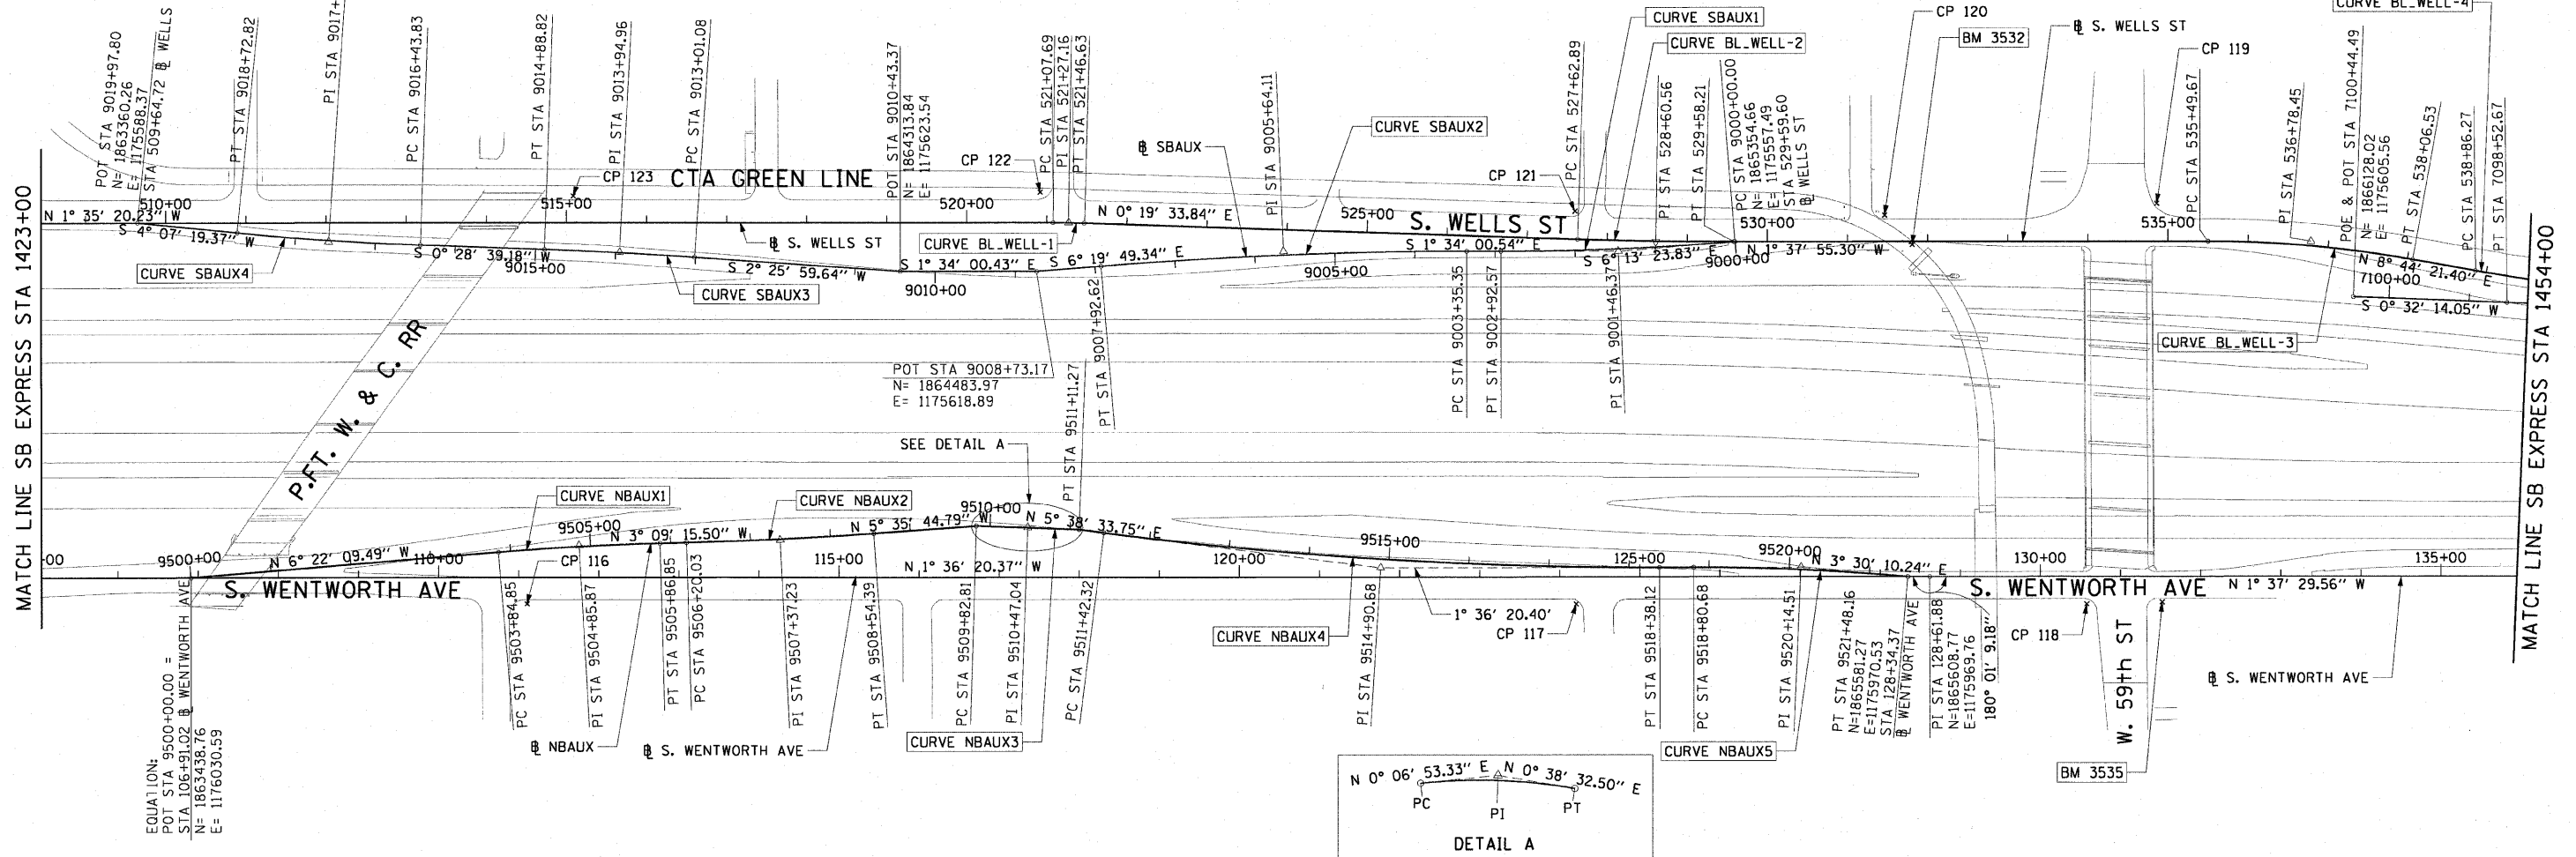 MATCH LINE SB EXPRESS STA 1423+00
POT STA 9019+97.80
N= 1863360.26
E= 1175588.37
STA 509+64.72 ⅊ WELLS
PT STA 9018+72.82
PI STA 9017+
PC STA 9016+43.83
PT STA 9014+88.82
PI STA 9013+94.96
PC STA 9013+01.08
POT STA 9010+43.37
N= 1864313.84
E= 1175623.54
PC STA 521+07.69
PI STA 521+27.16
PT STA 521+46.63
PI STA 9005+64.11
PC STA 527+62.89
PI STA 528+60.56
PT STA 529+58.21
PC STA 9000+00.00
N= 1865354.66
E= 1175557.49
STA 529+59.60
⅊ WELLS ST
CURVE SBAUX1
CURVE BL_WELL-2
CP 120
BM 3532
⅊ S. WELLS ST
CP 119
CURVE BL_WELL-4
PC STA 535+49.67
PI STA 536+78.45
POE & POT STA 7100+44.49
N= 1866128.02
E= 1175605.56
PT STA 538+06.53
PC STA 538+86.27
PT STA 7098+52.67
CP 123
CTA GREEN LINE
CP 122
⅊ SBAUX
CURVE SBAUX2
CP 121
N 1° 35' 20.23" W
510+00
515+00
520+00
N 0° 19' 33.84" E
525+00
S. WELLS ST
530+00
535+00
S 4° 07' 19.37" W
CURVE SBAUX4
S 0° 28' 39.18" W
9015+00
⅊ S. WELLS ST
S 2° 25' 59.64" W
CURVE SBAUX3
CURVE BL_WELL-1
S 1° 34' 00.43" E
9010+00
S 6° 19' 49.34" E
9005+00
S 1° 34' 00.54" E
S 6° 13' 23.83" E
9000+00
N 1° 37' 55.30" W
N 8° 44' 21.40" E
7100+00
S 0° 32' 14.05" W
CURVE BL_WELL-3
PT STA 9007+92.62
PC STA 9003+35.35
PT STA 9002+92.57
PI STA 9001+46.37
POT STA 9008+73.17
N= 1864483.97
E= 1175618.89
P.FT. W. & C. RR
SEE DETAIL A
PT STA 9511+11.27
MATCH LINE SB EXPRESS STA 1454+00
CURVE NBAUX1
CURVE NBAUX2
-00
9500+00
N 6° 22' 09.49" W
110+00
9505+00
N 3° 09' 15.50" W
N 5° 35' 44.79" W
9510+00
N 5° 38' 33.75" E
115+00
N 1° 36' 20.37" W
120+00
9515+00
125+00
9520+00
N 3° 30' 10.24" E
130+00
135+00
S. WENTWORTH AVE
CP 116
S. WENTWORTH AVE
N 1° 37' 29.56" W
1° 36' 20.40'
CP 117
CURVE NBAUX4
CP 118
W. 59th ST
⅊ S. WENTWORTH AVE
PC STA 9503+84.85
PI STA 9504+85.87
PT STA 9505+86.85
PC STA 9506+20.03
PI STA 9507+37.23
PT STA 9508+54.39
PC STA 9509+82.81
PI STA 9510+47.04
PC STA 9511+42.32
PI STA 9514+90.68
PT STA 9518+38.12
PC STA 9518+80.68
PI STA 9520+14.51
PT STA 9521+48.16
N=1865581.27
E=1175970.53
STA 128+34.37
⅊ WENTWORTH AVE
PI STA 128+61.88
N=1865608.77
E=1175969.76
180° 01' 9.18"
⅊ NBAUX
⅊ S. WENTWORTH AVE
CURVE NBAUX3
CURVE NBAUX5
BM 3535
EQUATION:
POT STA 9500+00.00 =
STA 106+91.02 ⅊ WENTWORTH AVE
N= 1863438.76
E= 1176030.59
N 0° 06' 53.33" E
N 0° 38' 32.50" E
PC
PI
PT
DETAIL A